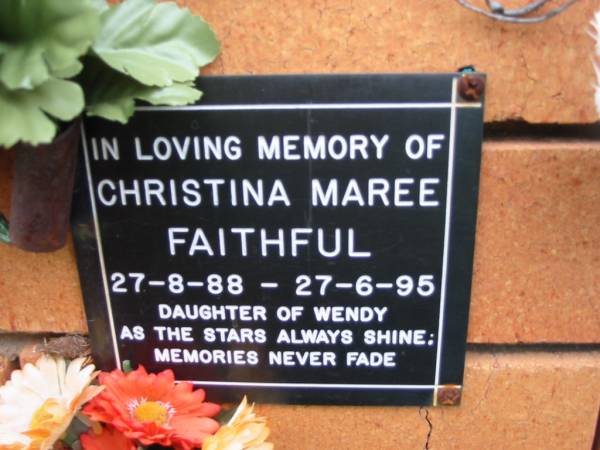 IN LOVING MEMORY OF
CHRISTINA MAREE
FAITHFUL
27-8-88 - 27-6-95
DAUGHTER OF WENDY
AS THE STARS ALWAYS SHINE;
MEMORIES NEVER FADE